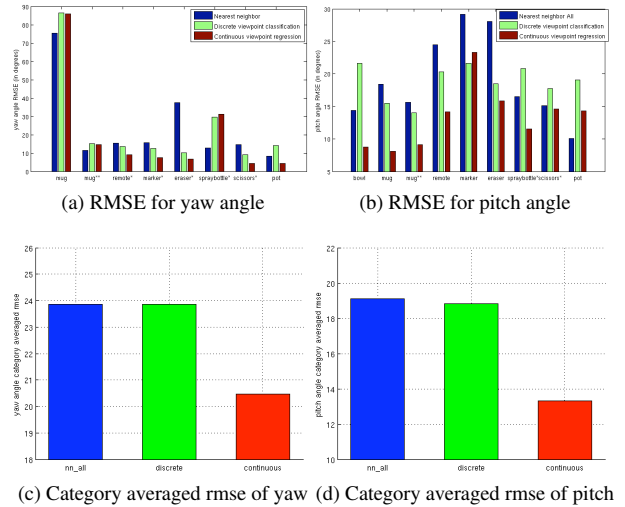 Nearest neighbor
Discrete viewpoint classification
Continuous viewpoint regression
yaw angle RMSE (in degrees)
90
80
70
60
50
40
30
20
10
0
mug mug** remote* marker* eraser* spraybottle* scissors* pot
(a) RMSE for yaw angle
Nearest neighbor All
Discrete viewpoint classification
Continuous viewpoint regression
pitch angle RMSE (in degrees)
30
25
20
15
10
5
bowl mug mug** remote marker eraser spraybottle* scissors* pot
(b) RMSE for pitch angle
yaw angle category averaged rmse
26
25
24
23
22
21
20
19
18
nn_all discrete continuous
(c) Category averaged rmse of yaw
pitch angle category averaged rmse
22
20
18
16
14
12
10
nn_all discrete continuous
(d) Category averaged rmse of pitch